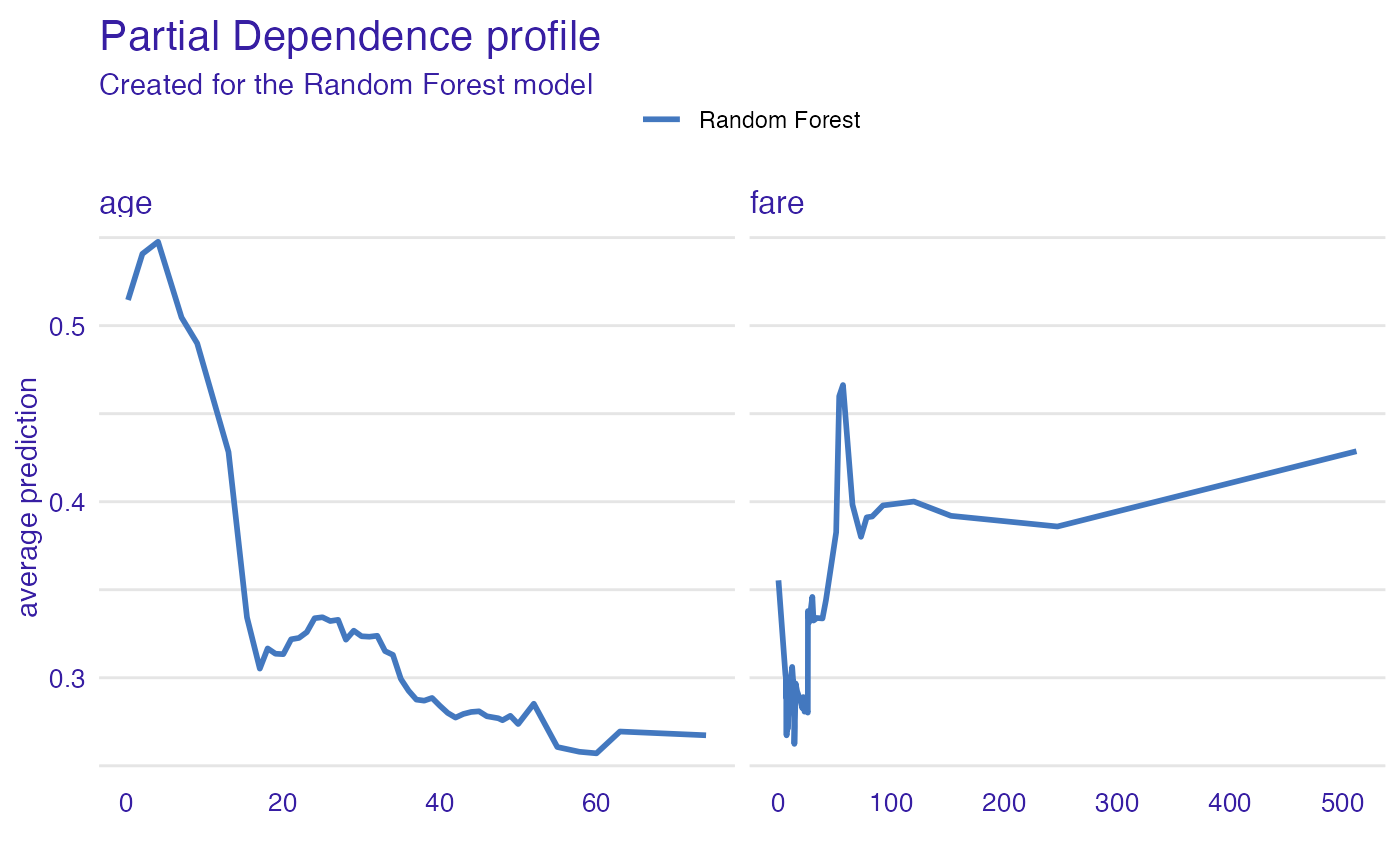 Partial Dependence profile
Created for the Random Forest model
Random Forest
age
fare
average prediction
0.5
0.4
0.3
0 20 40 60
0 100 200 300 400 500